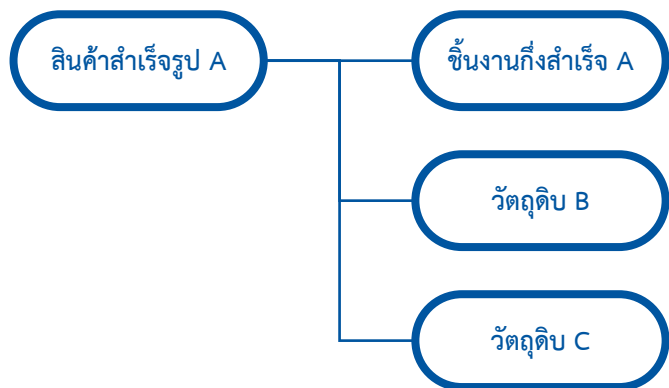 สินค้าสำเร็จรูป A
ชิ้นงานกึ่งสำเร็จ A
วัตถุดิบ B
วัตถุดิบ C